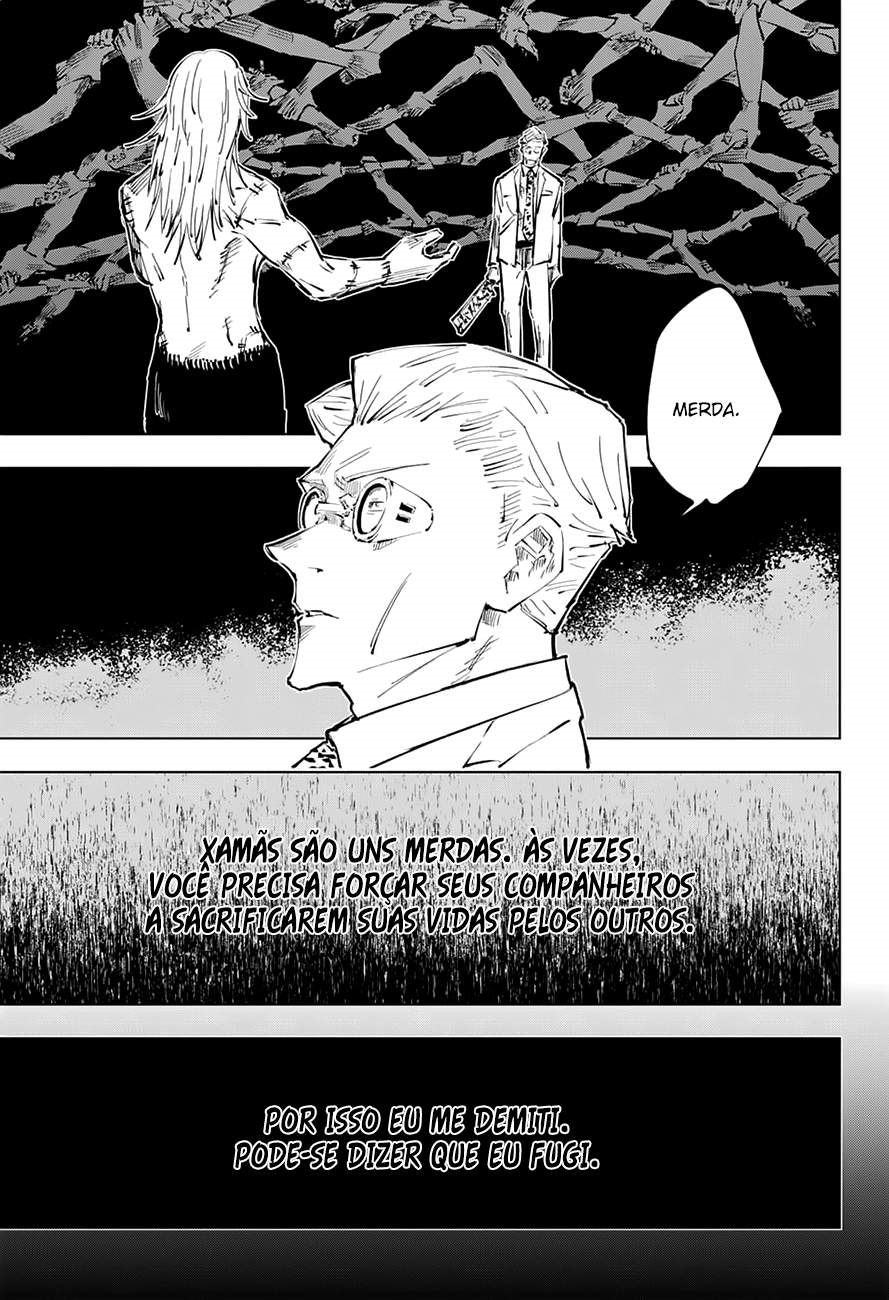 MERDA.
XAMÃS SÃO UNS MERDAS. ÀS VEZES,
VOCÊ PRECISA FORÇAR SEUS COMPANHEIROS
A SACRIFICAREM SUAS VIDAS PELOS OUTROS.
POR ISSO EU ME DEMITI.
PODE-SE DIZER QUE EU FUGI.